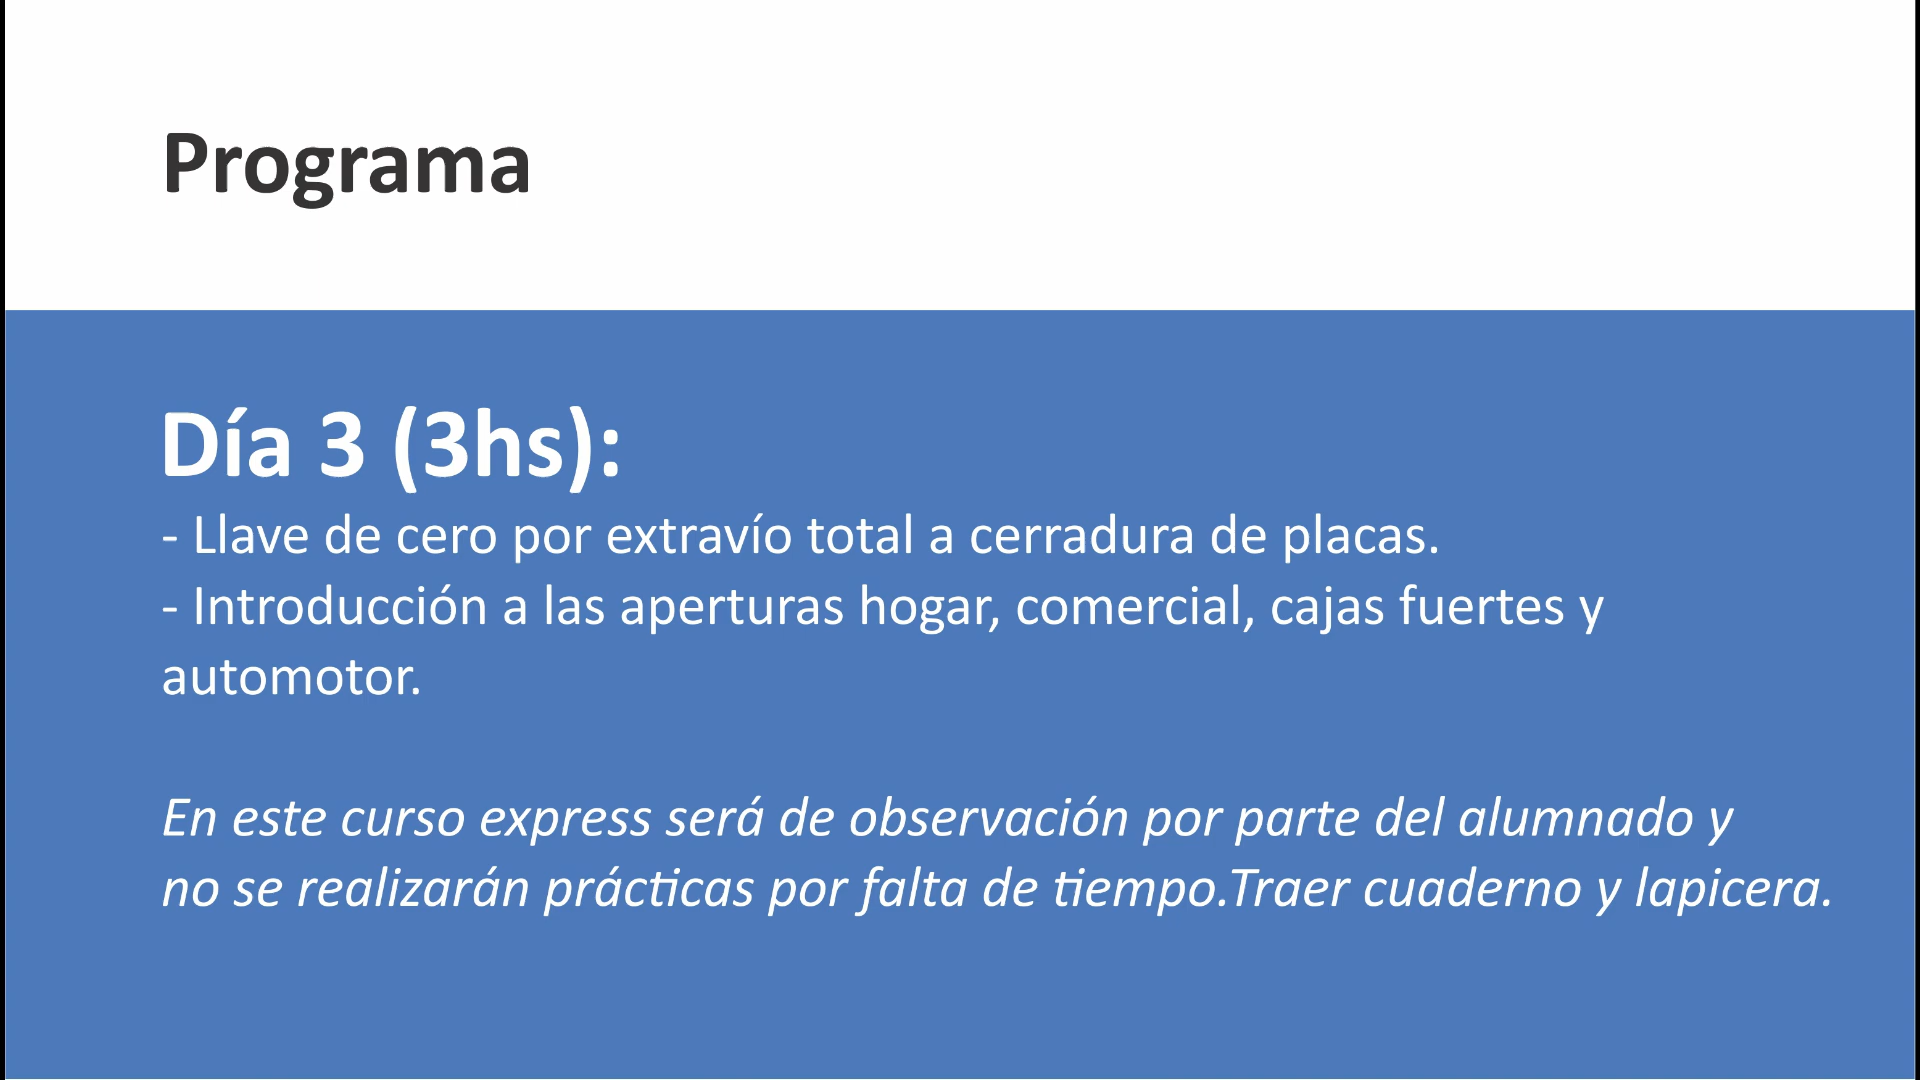 Programa
Día 3 (3hs):
- Llave de cero por extravío total a cerradura de placas.
- Introducción a las aperturas hogar, comercial, cajas fuertes y
automotor.
En este curso express será de observación por parte del alumnado y
no se realizarán prácticas por falta de tiempo.Traer cuaderno y lapicera.